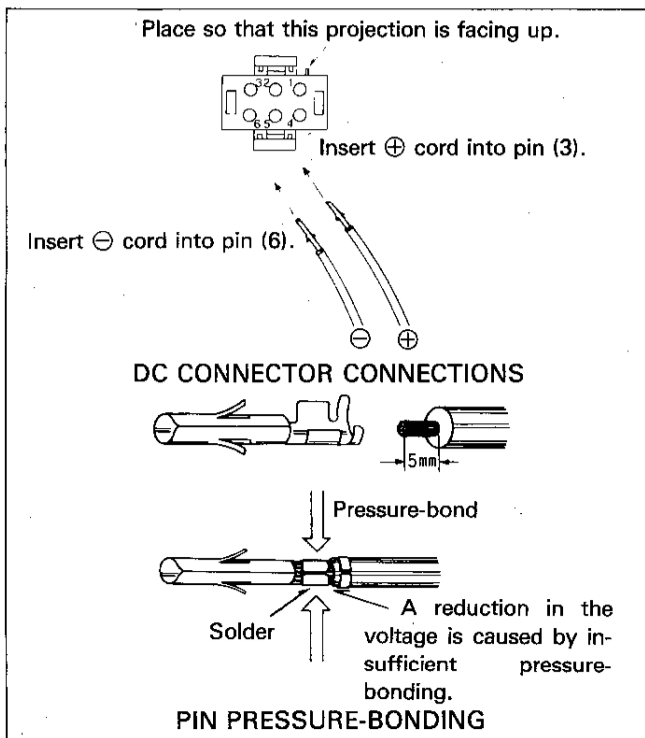 Place so that this projection is facing up.
3 2 1
6 5 4
Insert ⊕ cord into pin (3).
Insert ⊖ cord into pin (6).
⊖ ⊕
DC CONNECTOR CONNECTIONS
5mm
Pressure-bond
Solder
A reduction in the
voltage is caused by in-
sufficient pressure-
bonding.
PIN PRESSURE-BONDING